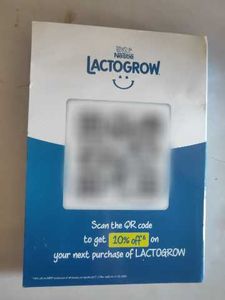 Nestlé
LACTOGROW
Scan the QR code
to get 10% off* on
your next purchase of LACTOGROW